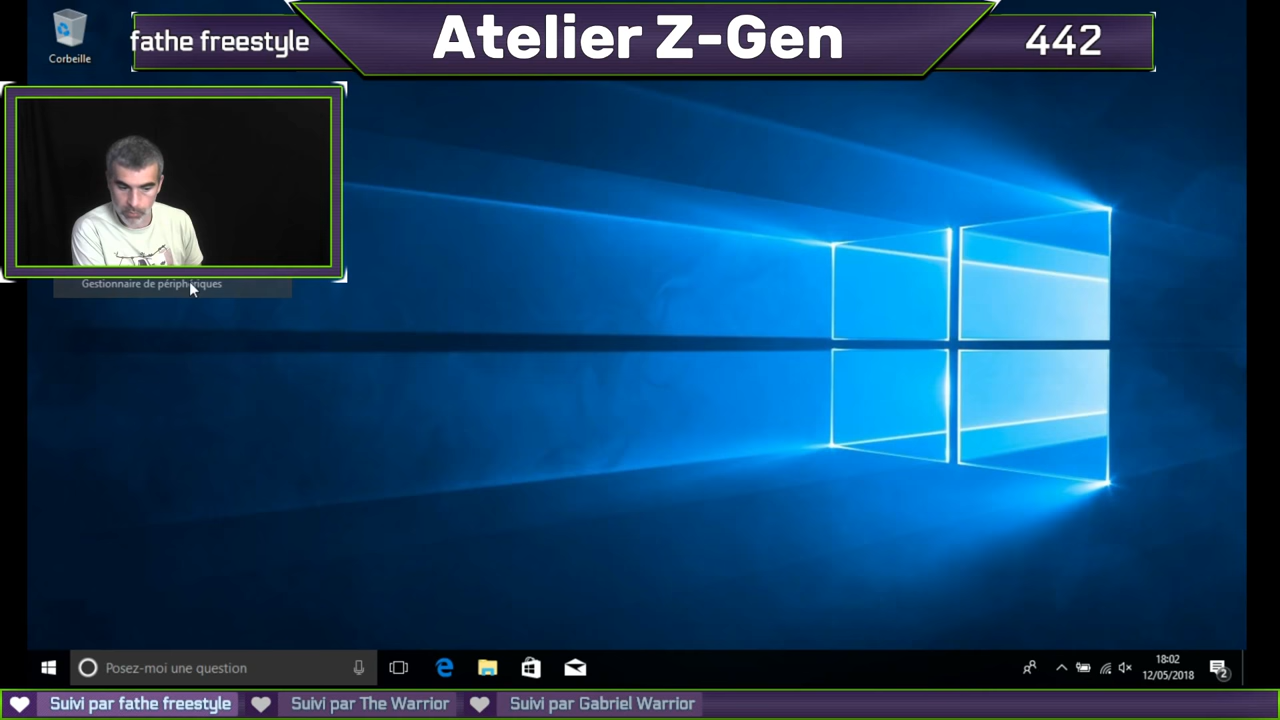 fathe freestyle
Atelier Z-Gen
442
Corbeille
Gestionnaire de périphériques
Posez-moi une question
18:02
12/05/2018
2
Suivi par fathe freestyle
Suivi par The Warrior
Suivi par Gabriel Warrior